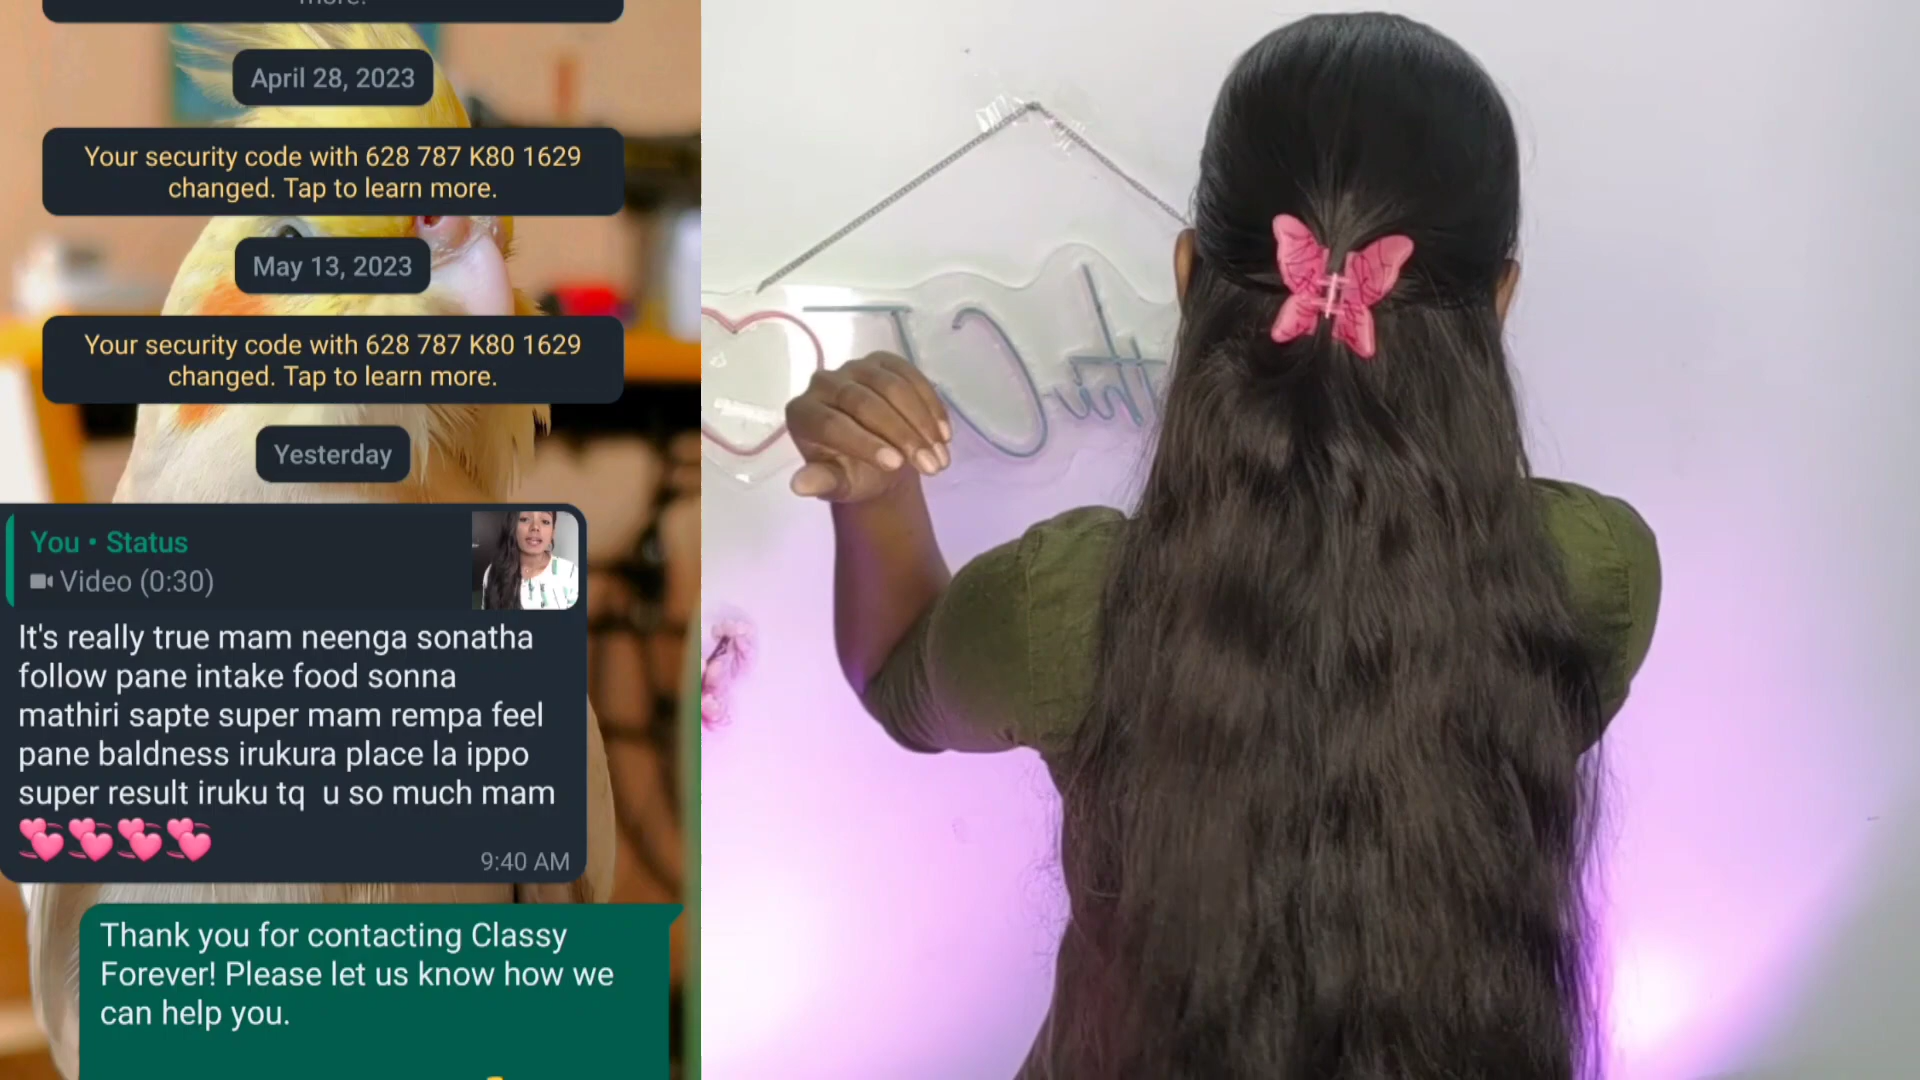 more.
April 28, 2023
Your security code with 628 787 K80 1629
changed. Tap to learn more.
May 13, 2023
Your security code with 628 787 K80 1629
changed. Tap to learn more.
Yesterday
You • Status
Video (0:30)
It's really true mam neenga sonatha
follow pane intake food sonna
mathiri sapte super mam rempa feel
pane baldness irukura place la ippo
super result iruku tq u so much mam
💞💞💞💞
9:40 AM
Thank you for contacting Classy
Forever! Please let us know how we
can help you.